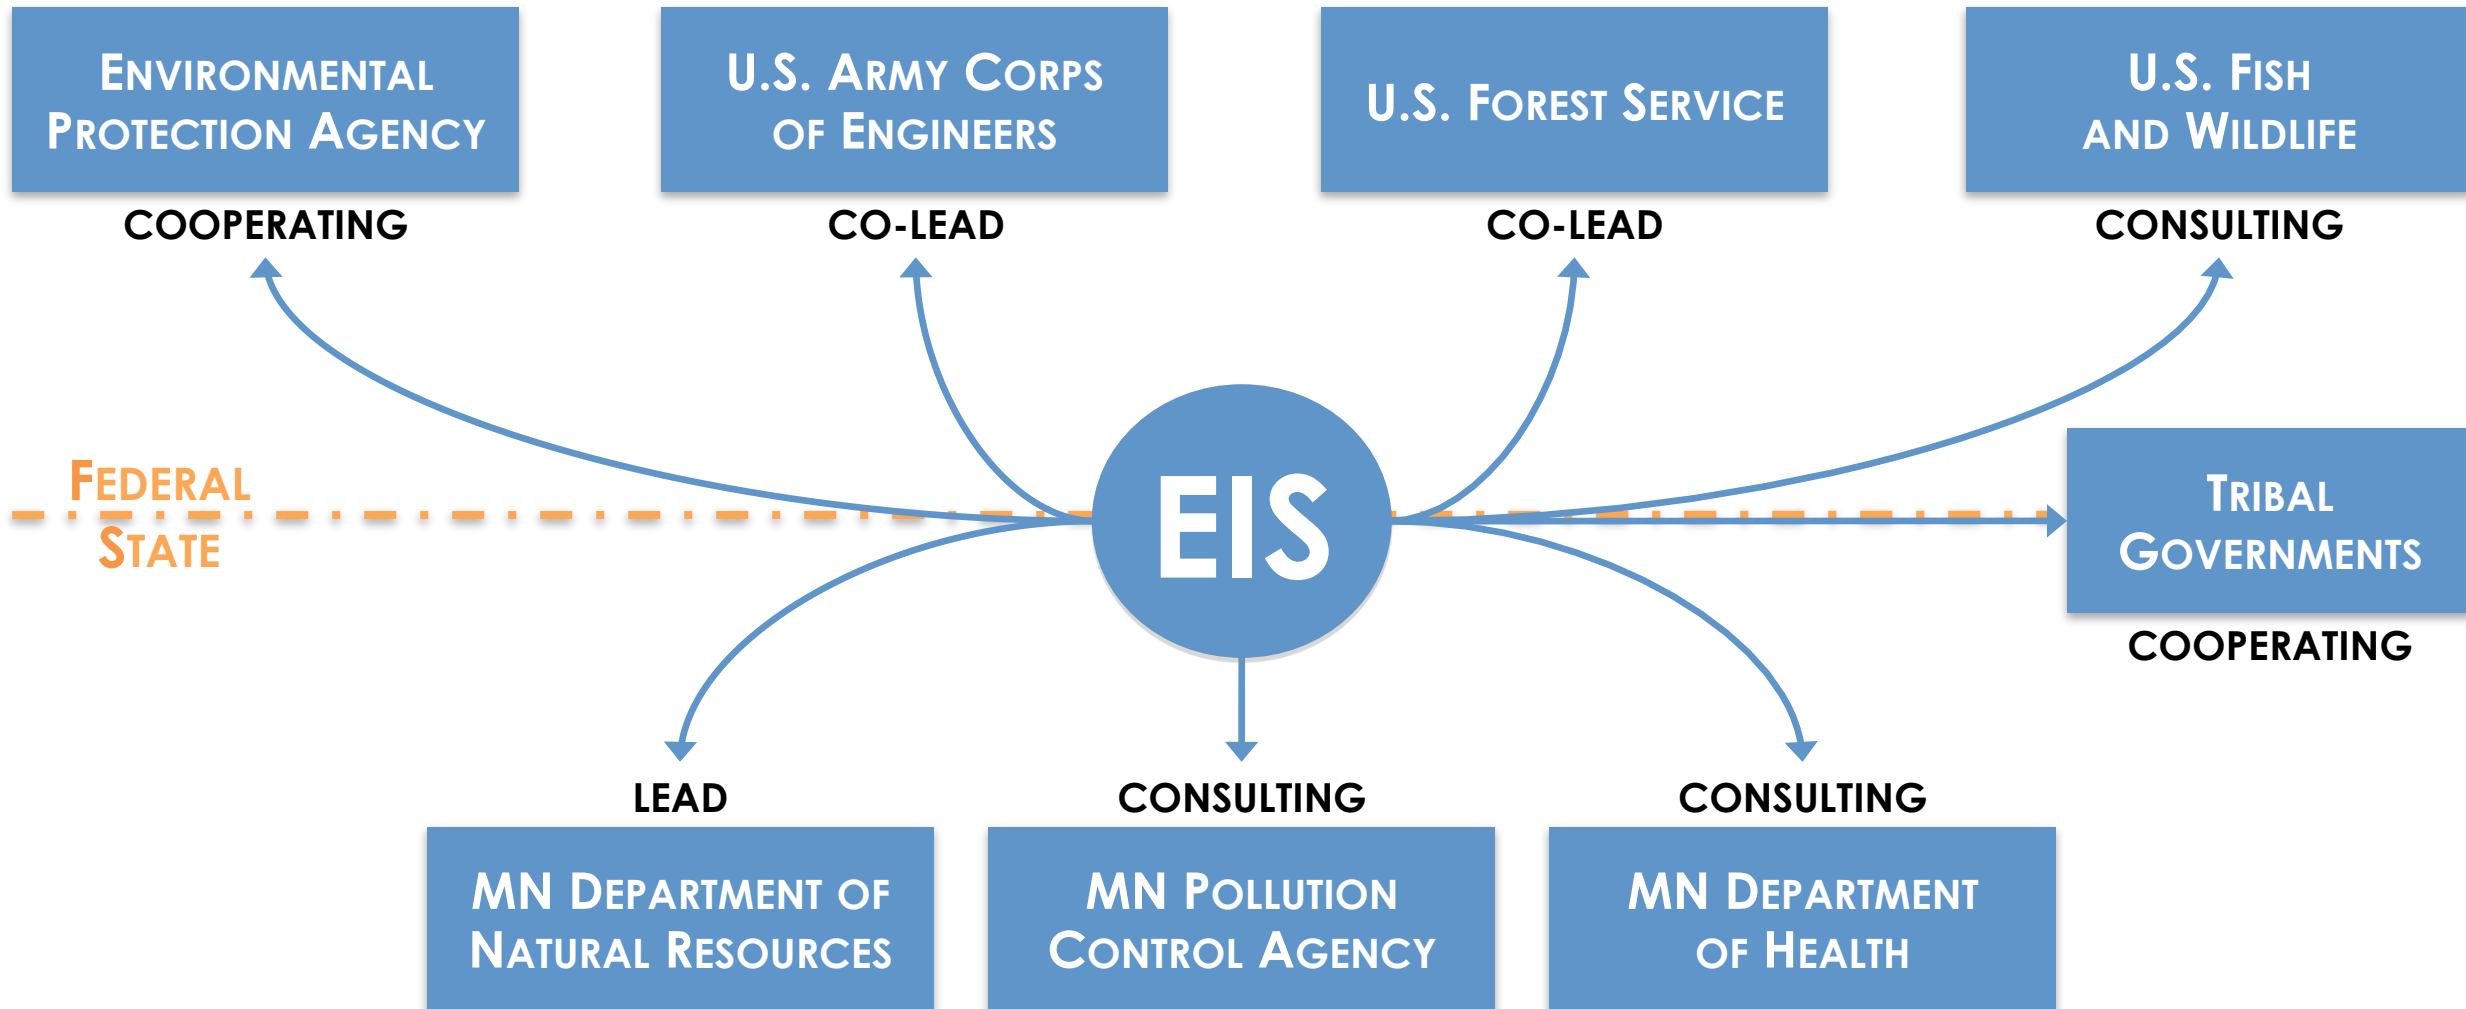 Environmental
Protection Agency
COOPERATING
U.S. Army Corps
of Engineers
CO-LEAD
U.S. Forest Service
CO-LEAD
U.S. Fish
and Wildlife
CONSULTING
Federal
State
EIS
Tribal
Governments
COOPERATING
LEAD
MN Department of
Natural Resources
CONSULTING
MN Pollution
Control Agency
CONSULTING
MN Department
of Health